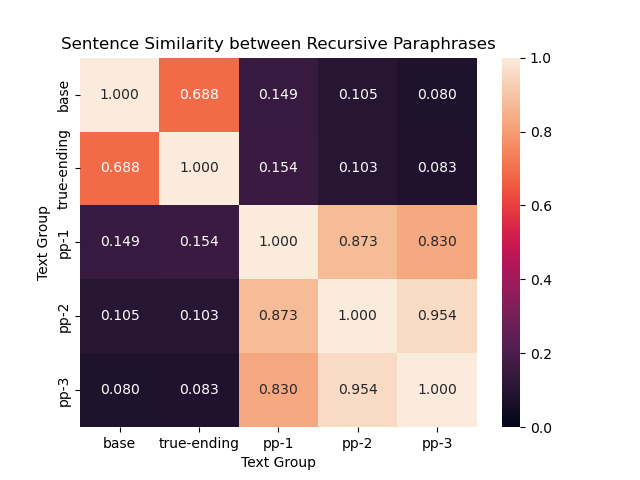 Sentence Similarity between Recursive Paraphrases
base 1.000 0.688 0.149 0.105 0.080
true-ending 0.688 1.000 0.154 0.103 0.083
pp-1 0.149 0.154 1.000 0.873 0.830
pp-2 0.105 0.103 0.873 1.000 0.954
pp-3 0.080 0.083 0.830 0.954 1.000
Text Group
base true-ending pp-1 pp-2 pp-3
Text Group
1.0
0.8
0.6
0.4
0.2
0.0